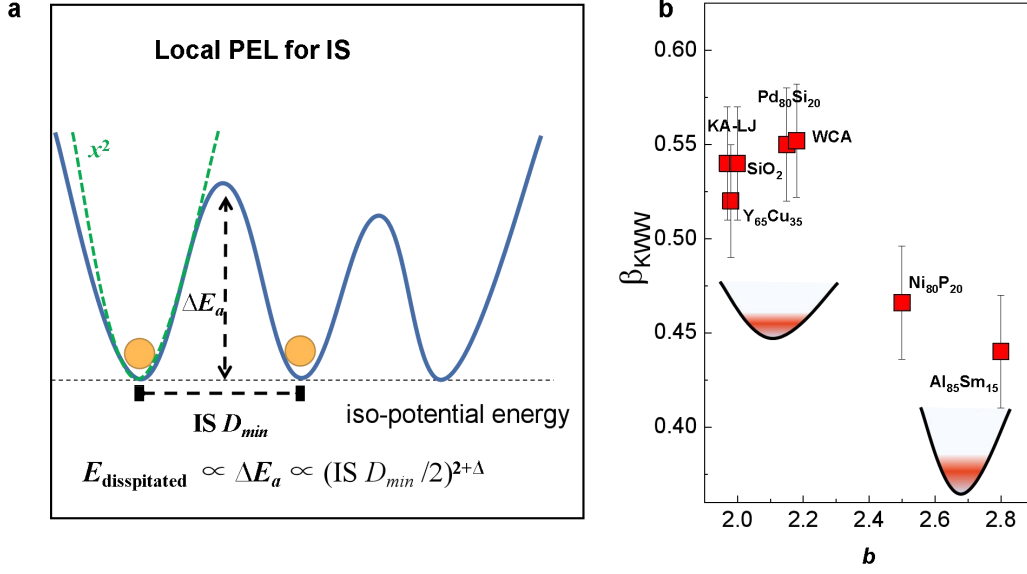 a
Local PEL for IS
x²
ΔEₐ
IS Dₘᵢₙ
iso-potential energy
E_disspitated ∝ ΔEₐ ∝ (IS Dₘᵢₙ /2)²⁺ᐃ
b
0.60
0.55
0.50
0.45
0.40
β_KWW
Pd₈₀Si₂₀
KA-LJ
WCA
SiO₂
Y₆₅Cu₃₅
Ni₈₀P₂₀
Al₈₅Sm₁₅
2.0 2.2 2.4 2.6 2.8
b